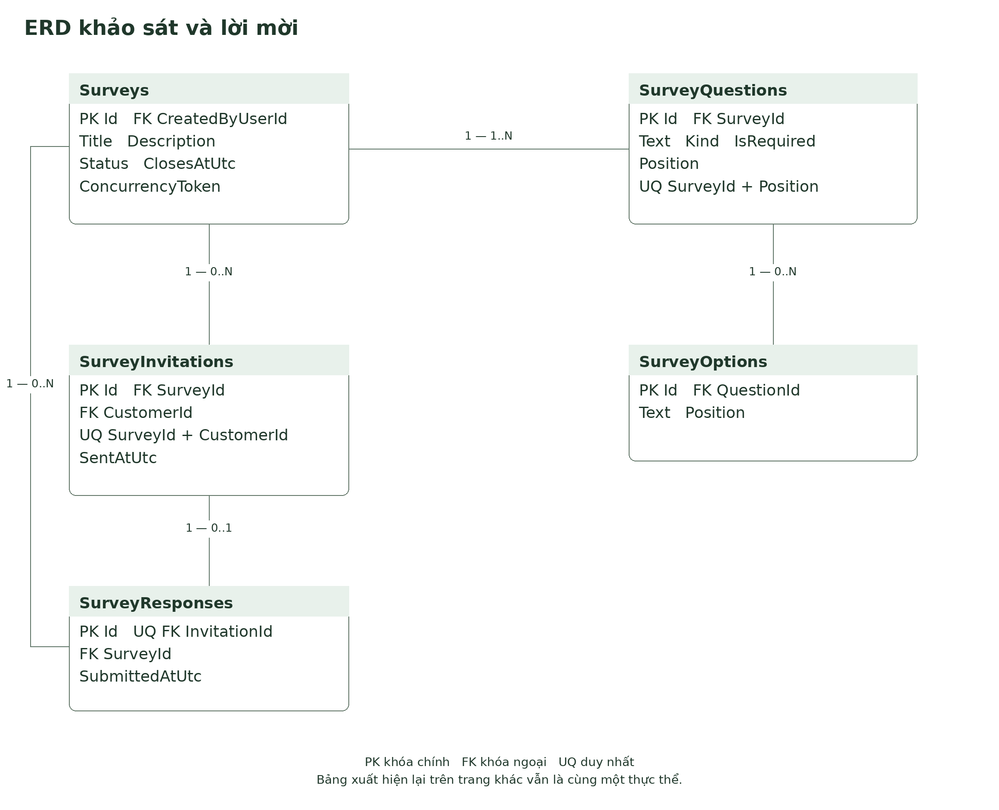 ERD khảo sát và lời mời
Surveys
PK Id   FK CreatedByUserId
Title   Description
Status   ClosesAtUtc
ConcurrencyToken
1 — 1..N
SurveyQuestions
PK Id   FK SurveyId
Text   Kind   IsRequired
Position
UQ SurveyId + Position
1 — 0..N
1 — 0..N
1 — 0..N
SurveyInvitations
PK Id   FK SurveyId
FK CustomerId
UQ SurveyId + CustomerId
SentAtUtc
SurveyOptions
PK Id   FK QuestionId
Text   Position
1 — 0..1
SurveyResponses
PK Id   UQ FK InvitationId
FK SurveyId
SubmittedAtUtc
PK khóa chính   FK khóa ngoại   UQ duy nhất
Bảng xuất hiện lại trên trang khác vẫn là cùng một thực thể.